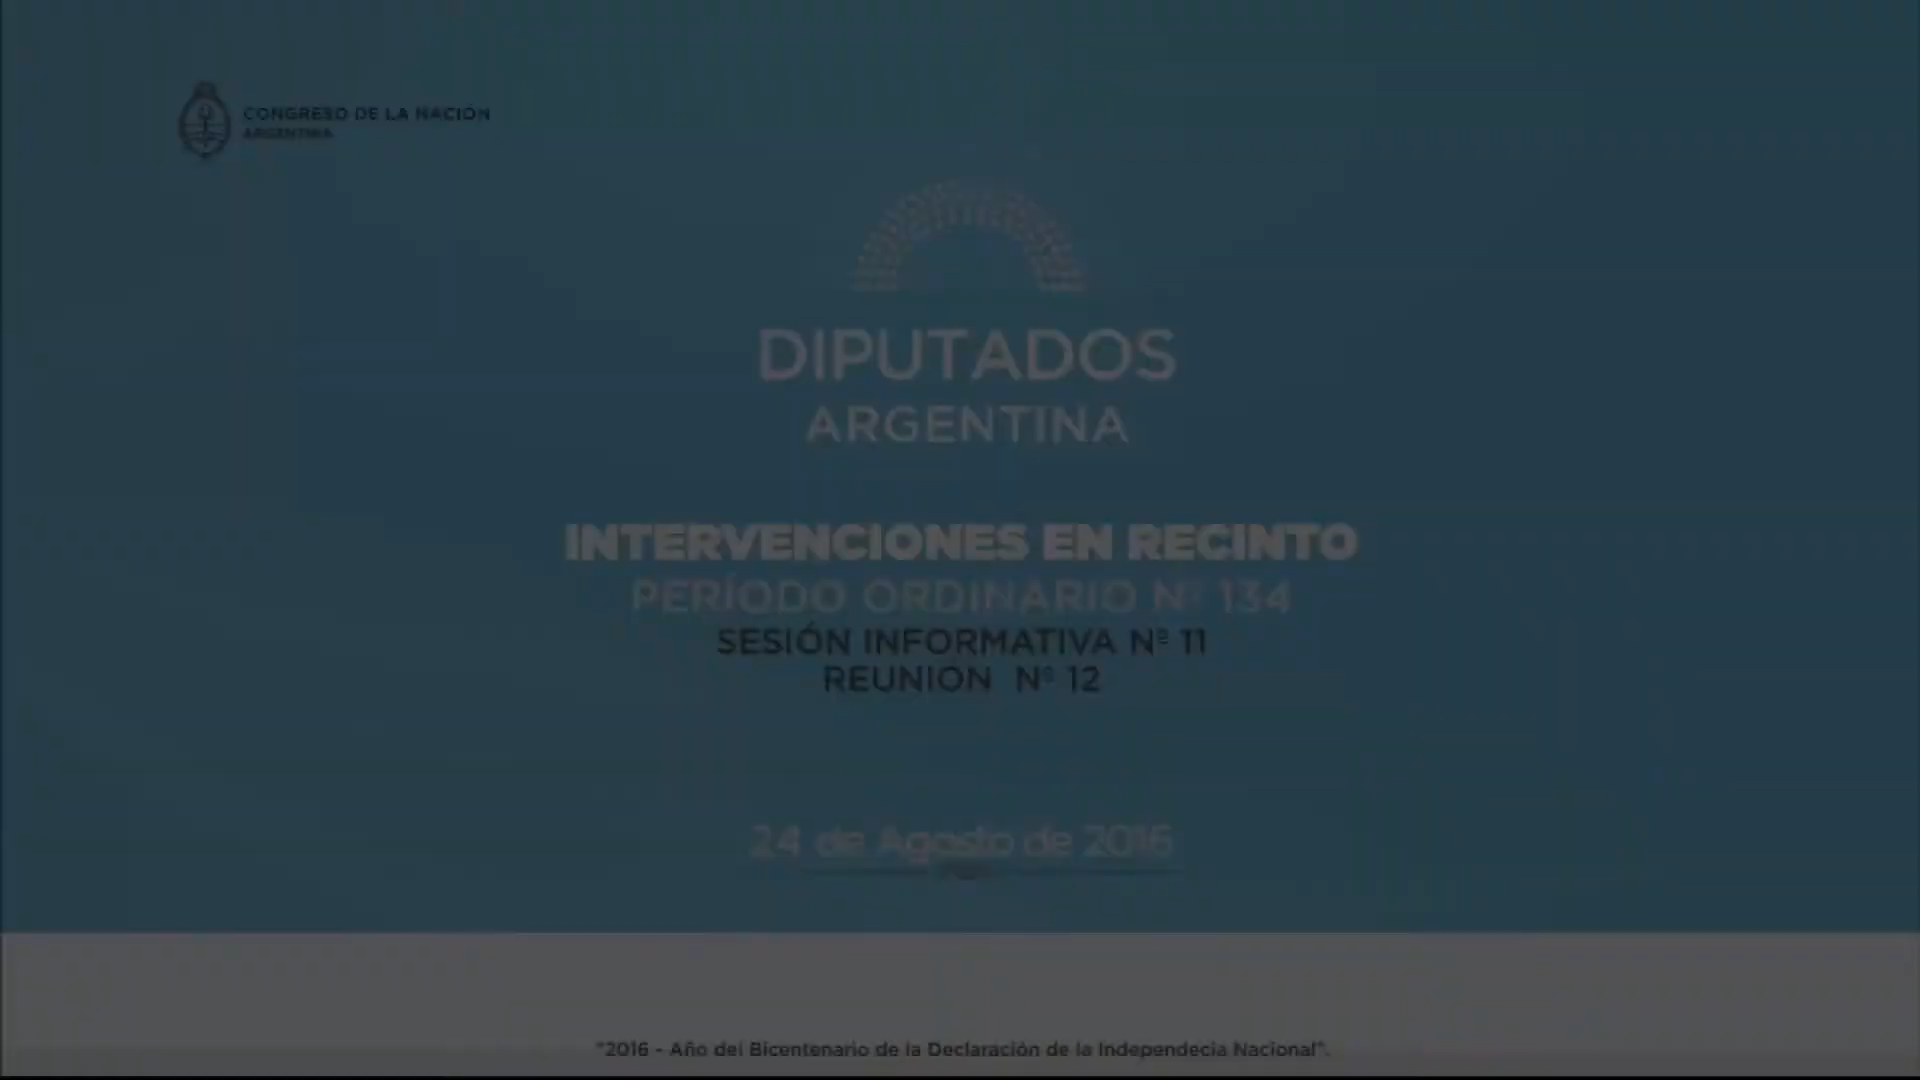 CONGRESO DE LA NACIÓN
ARGENTINA
DIPUTADOS
ARGENTINA
INTERVENCIONES EN RECINTO
PERÍODO ORDINARIO Nº 134
SESIÓN INFORMATIVA Nº 11
REUNION Nº 12
24 de Agosto de 2016
"2016 - Año del Bicentenario de la Declaración de la Independecia Nacional".